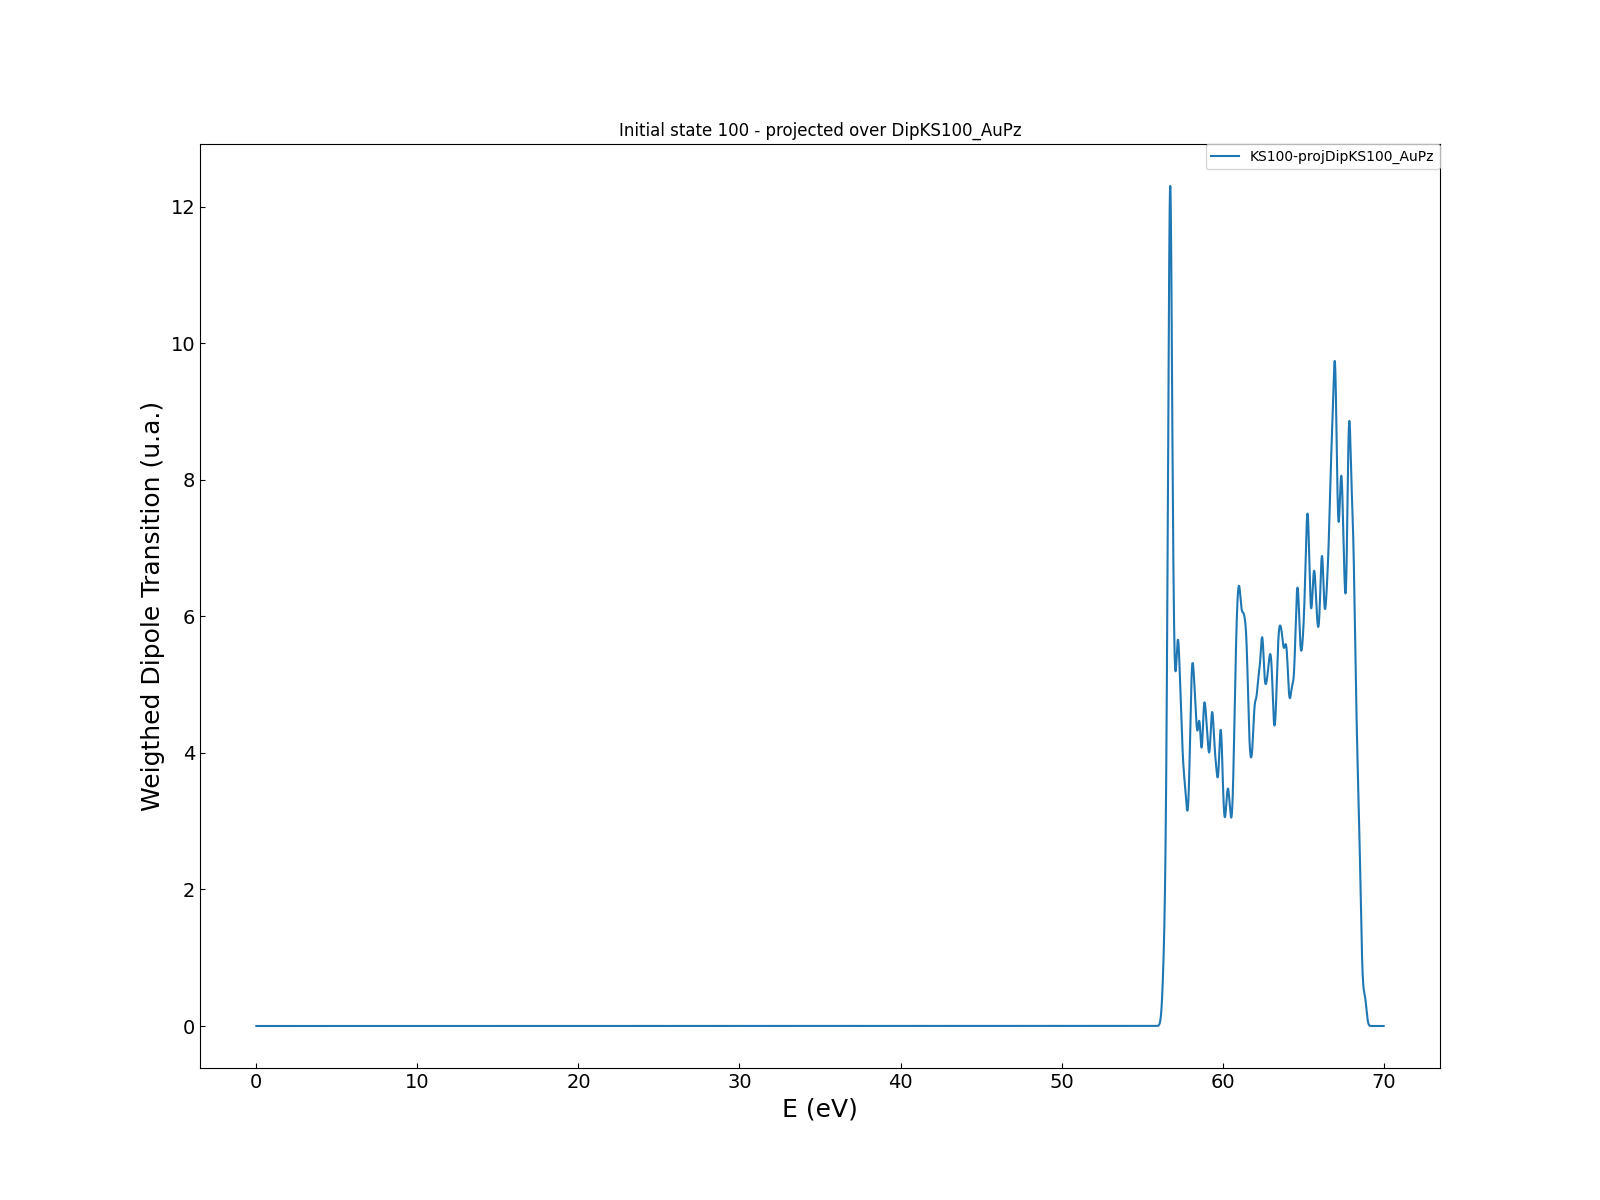 Initial state 100 - projected over DipKS100_AuPz
KS100-projDipKS100_AuPz
12
10
8
6
4
2
0
Weigthed Dipole Transition (u.a.)
0 10 20 30 40 50 60 70
E (eV)